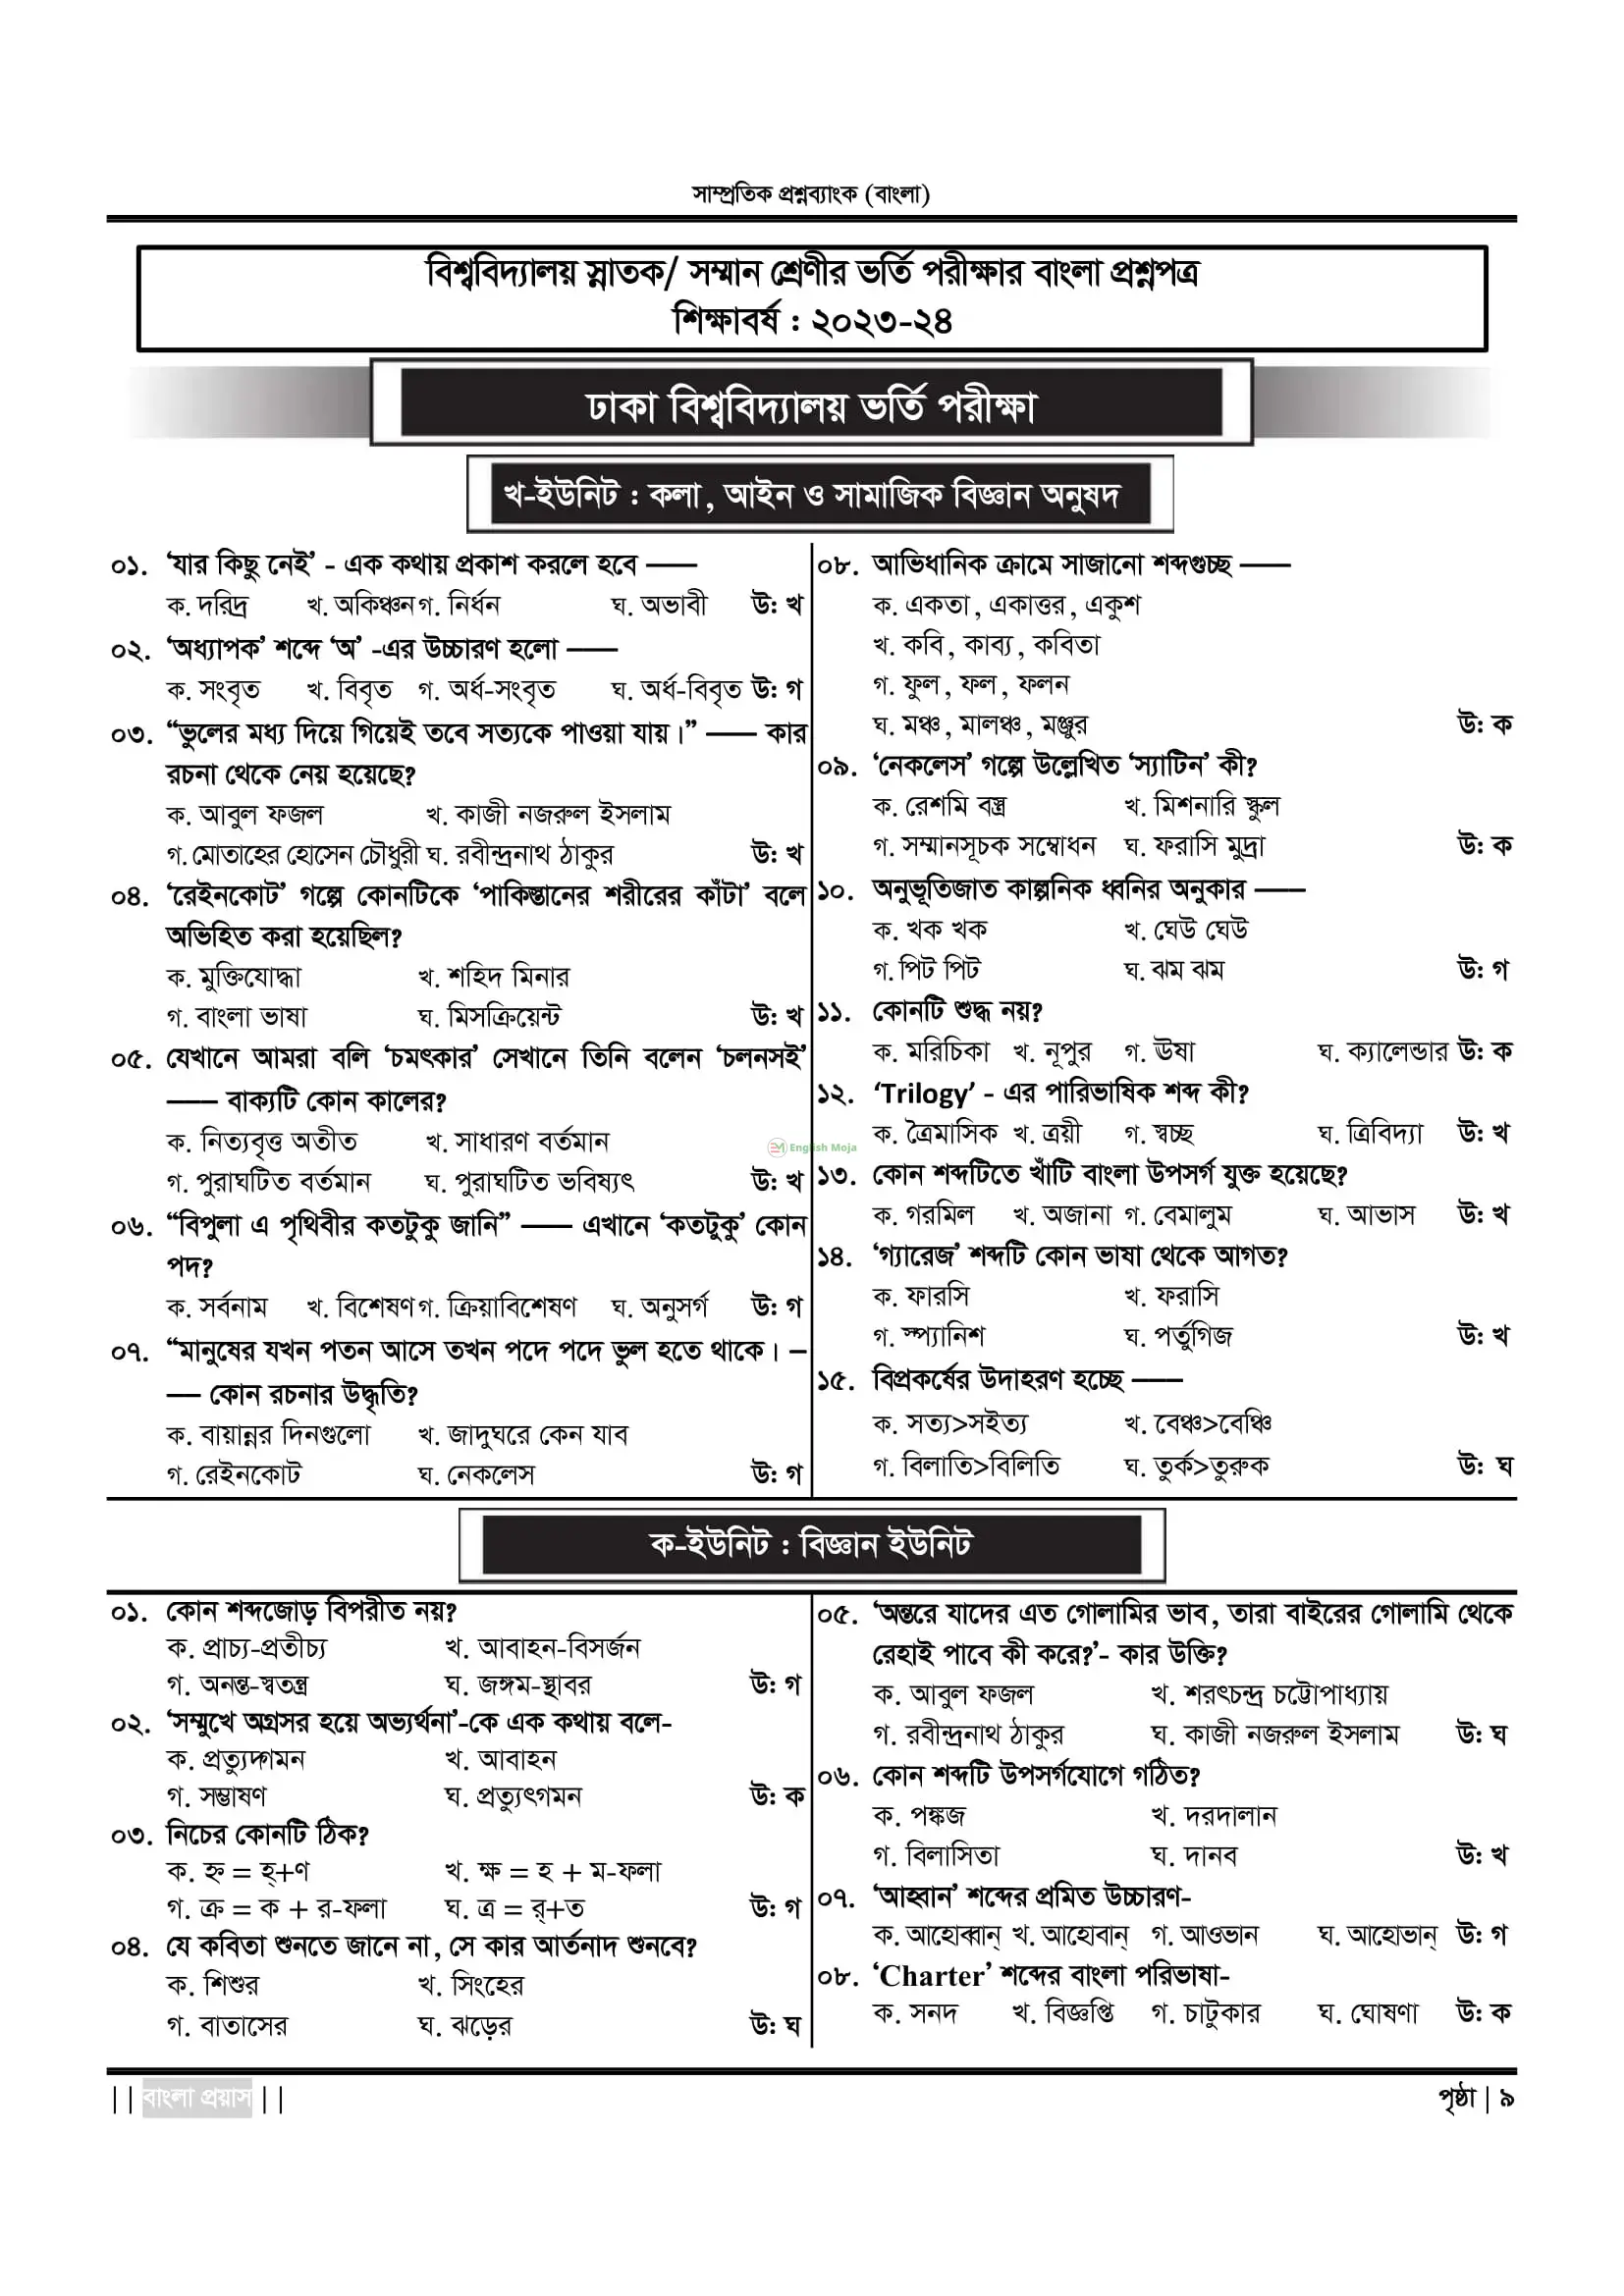 সাম্প্রতিক প্রশ্নব্যাংক (বাংলা)
বিশ্ববিদ্যালয় স্নাতক/ সম্মান শ্রেণীর ভর্তি পরীক্ষার বাংলা প্রশ্নপত্র
শিক্ষাবর্ষ : ২০২৩-২৪
ঢাকা বিশ্ববিদ্যালয় ভর্তি পরীক্ষা
খ-ইউনিট : কলা, আইন ও সামাজিক বিজ্ঞান অনুষদ
০১. ‘যার কিছু নেই’ - এক কথায় প্রকাশ করলে হবে ——
ক. দরিদ্র খ. অকিঞ্চন গ. নির্ধন ঘ. অভাবী উ: খ
০২. ‘অধ্যাপক’ শব্দে ‘অ’ -এর উচ্চারণ হলো ——
ক. সংবৃত খ. বিবৃত গ. অর্ধ-সংবৃত ঘ. অর্ধ-বিবৃত উ: গ
০৩. “ভুলের মধ্য দিয়ে গিয়েই তবে সত্যকে পাওয়া যায়।” —— কার
রচনা থেকে নেয় হয়েছে?
ক. আবুল ফজল খ. কাজী নজরুল ইসলাম
গ. মোতাহের হোসেন চৌধুরী ঘ. রবীন্দ্রনাথ ঠাকুর উ: খ
০৪. ‘রেইনকোট’ গল্পে কোনটিকে ‘পাকিস্তানের শরীরের কাঁটা’ বলে
অভিহিত করা হয়েছিল?
ক. মুক্তিযোদ্ধা খ. শহিদ মিনার
গ. বাংলা ভাষা ঘ. মিসক্রিয়েন্ট উ: খ
০৫. যেখানে আমরা বলি ‘চমৎকার’ সেখানে তিনি বলেন ‘চলনসই’
—— বাক্যটি কোন কালের?
ক. নিত্যবৃত্ত অতীত খ. সাধারণ বর্তমান
গ. পুরাঘটিত বর্তমান ঘ. পুরাঘটিত ভবিষ্যৎ উ: খ
০৬. “বিপুলা এ পৃথিবীর কতটুকু জানি” —— এখানে ‘কতটুকু’ কোন
পদ?
ক. সর্বনাম খ. বিশেষণ গ. ক্রিয়াবিশেষণ ঘ. অনুসর্গ উ: গ
০৭. “মানুষের যখন পতন আসে তখন পদে পদে ভুল হতে থাকে। –
— কোন রচনার উদ্ধৃতি?
ক. বায়ান্নর দিনগুলো খ. জাদুঘরে কেন যাব
গ. রেইনকোট ঘ. নেকলেস উ: গ
০৮. আভিধানিক ক্রামে সাজানো শব্দগুচ্ছ ——
ক. একতা, একাত্তর, একুশ
খ. কবি, কাব্য, কবিতা
গ. ফুল, ফল, ফলন
ঘ. মঞ্চ, মালঞ্চ, মঞ্জুর উ: ক
০৯. ‘নেকলেস’ গল্পে উল্লেখিত ‘স্যাটিন’ কী?
ক. রেশমি বস্ত্র খ. মিশনারি স্কুল
গ. সম্মানসূচক সম্বোধন ঘ. ফরাসি মুদ্রা উ: ক
১০. অনুভূতিজাত কাল্পনিক ধ্বনির অনুকার ——
ক. খক খক খ. ঘেউ ঘেউ
গ. পিট পিট ঘ. ঝম ঝম উ: গ
১১. কোনটি শুদ্ধ নয়?
ক. মরিচিকা খ. নূপুর গ. ঊষা ঘ. ক্যালেন্ডার উ: ক
১২. ‘Trilogy’ - এর পারিভাষিক শব্দ কী?
ক. ত্রৈমাসিক খ. ত্রয়ী গ. স্বচ্ছ ঘ. ত্রিবিদ্যা উ: খ
১৩. কোন শব্দটিতে খাঁটি বাংলা উপসর্গ যুক্ত হয়েছে?
ক. গরমিল খ. অজানা গ. বেমালুম ঘ. আভাস উ: খ
১৪. ‘গ্যারেজ’ শব্দটি কোন ভাষা থেকে আগত?
ক. ফারসি খ. ফরাসি
গ. স্প্যানিশ ঘ. পর্তুগিজ উ: খ
১৫. বিপ্রকর্ষের উদাহরণ হচ্ছে ——
ক. সত্য>সইত্য খ. বেঞ্চ>বেঞ্চি
গ. বিলাতি>বিলিতি ঘ. তুর্ক>তুরুক উ: ঘ
English Moja
ক-ইউনিট : বিজ্ঞান ইউনিট
০১. কোন শব্দজোড় বিপরীত নয়?
ক. প্রাচ্য-প্রতীচ্য খ. আবাহন-বিসর্জন
গ. অনন্ত-স্বতন্ত্র ঘ. জঙ্গম-স্থাবর উ: গ
০২. ‘সম্মুখে অগ্রসর হয়ে অভ্যর্থনা’-কে এক কথায় বলে-
ক. প্রত্যুদ্গমন খ. আবাহন
গ. সম্ভাষণ ঘ. প্রত্যুৎগমন উ: ক
০৩. নিচের কোনটি ঠিক?
ক. হ্ন = হ্+ণ খ. ক্ষ = হ + ম-ফলা
গ. ক্র = ক + র-ফলা ঘ. ত্র = র্+ত উ: গ
০৪. যে কবিতা শুনতে জানে না, সে কার আর্তনাদ শুনবে?
ক. শিশুর খ. সিংহের
গ. বাতাসের ঘ. ঝড়ের উ: ঘ
০৫. ‘অন্তরে যাদের এত গোলামির ভাব, তারা বাইরের গোলামি থেকে
রেহাই পাবে কী করে?’- কার উক্তি?
ক. আবুল ফজল খ. শরৎচন্দ্র চট্টোপাধ্যায়
গ. রবীন্দ্রনাথ ঠাকুর ঘ. কাজী নজরুল ইসলাম উ: ঘ
০৬. কোন শব্দটি উপসর্গযোগে গঠিত?
ক. পঙ্কজ খ. দরদালান
গ. বিলাসিতা ঘ. দানব উ: খ
০৭. ‘আহ্বান’ শব্দের প্রমিত উচ্চারণ-
ক. আহোব্বান্ খ. আহোবান্ গ. আওভান ঘ. আহোভান্ উ: গ
০৮. ‘Charter’ শব্দের বাংলা পরিভাষা-
ক. সনদ খ. বিজ্ঞপ্তি গ. চাটুকার ঘ. ঘোষণা উ: ক
|| বাংলা প্রয়াস ||
পৃষ্ঠা | ৯